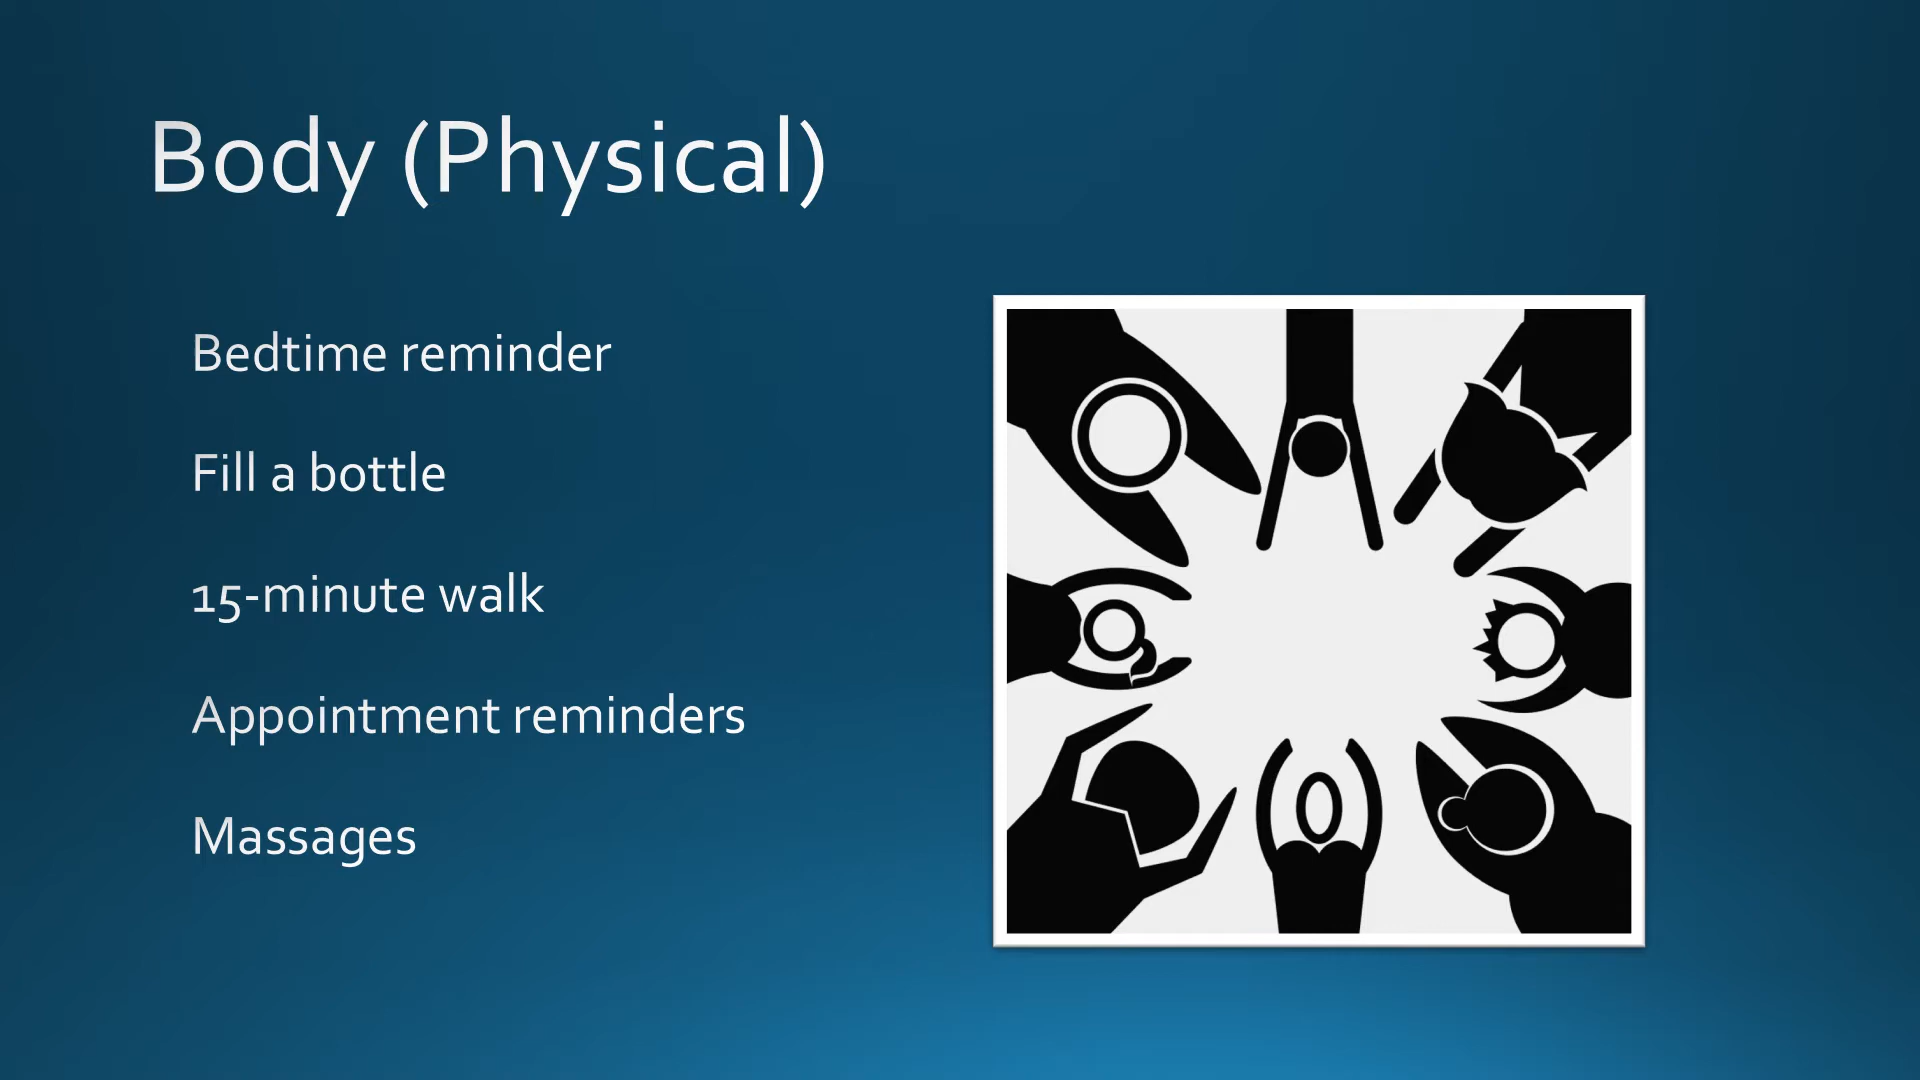 Body (Physical)
Bedtime reminder
Fill a bottle
15-minute walk
Appointment reminders
Massages